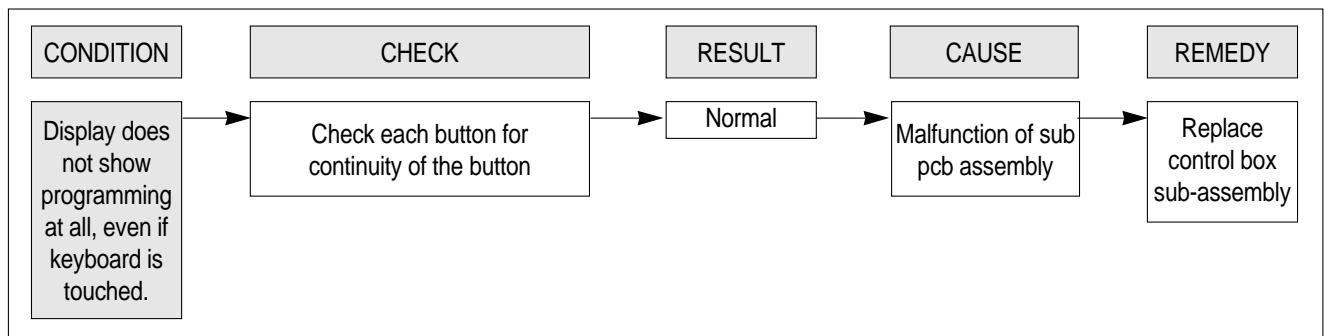 CONDITION
CHECK
RESULT
CAUSE
REMEDY
Display does
not show
programming
at all, even if
keyboard is
touched.
Check each button for
continuity of the button
Normal
Malfunction of sub
pcb assembly
Replace
control box
sub-assembly